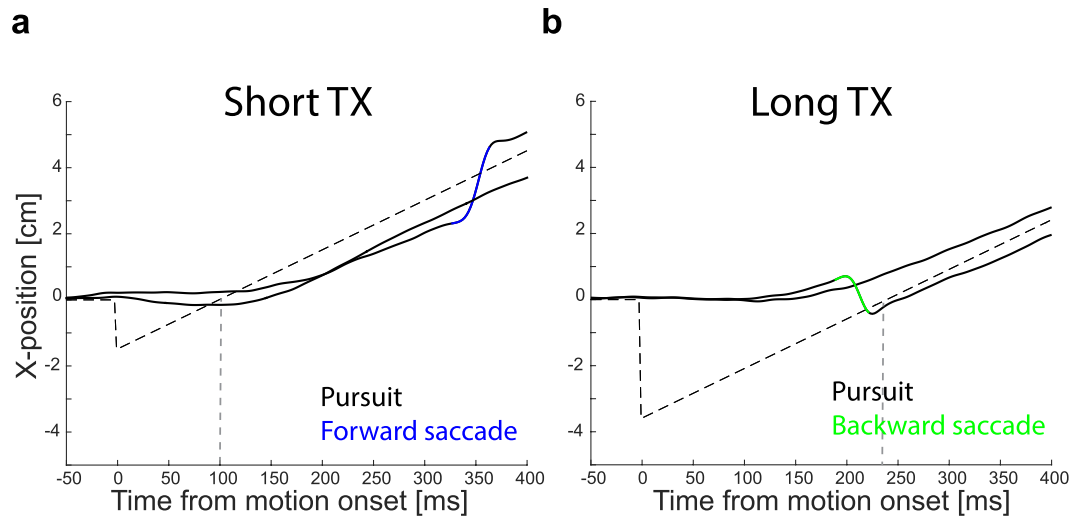 a
b
Short TX
Long TX
X-position [cm]
6
4
2
0
-2
-4
6
4
2
0
-2
-4
Pursuit
Forward saccade
Pursuit
Backward saccade
-50 0 50 100 150 200 250 300 350 400
-50 0 50 100 150 200 250 300 350 400
Time from motion onset [ms]
Time from motion onset [ms]